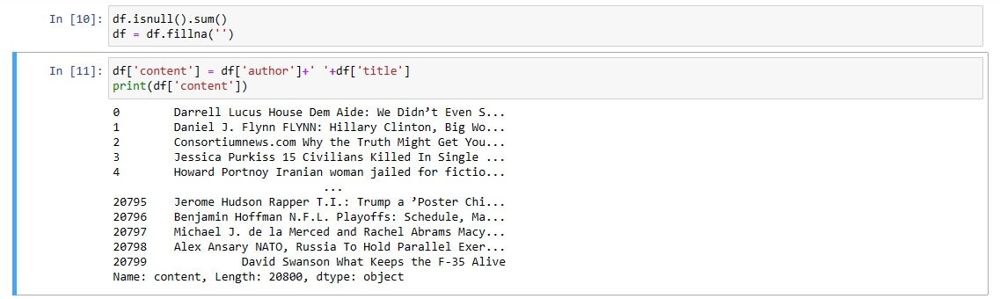 In [10]: df.isnull().sum()
df = df.fillna('')
In [11]: df['content'] = df['author']+' '+df['title']
print(df['content'])
0 Darrell Lucus House Dem Aide: We Didn’t Even S...
1 Daniel J. Flynn FLYNN: Hillary Clinton, Big Wo...
2 Consortiumnews.com Why the Truth Might Get You...
3 Jessica Purkiss 15 Civilians Killed In Single ...
4 Howard Portnoy Iranian woman jailed for fictio...
...
20795 Jerome Hudson Rapper T.I.: Trump a ’Poster Chi...
20796 Benjamin Hoffman N.F.L. Playoffs: Schedule, Ma...
20797 Michael J. de la Merced and Rachel Abrams Macy...
20798 Alex Ansary NATO, Russia To Hold Parallel Exer...
20799 David Swanson What Keeps the F-35 Alive
Name: content, Length: 20800, dtype: object